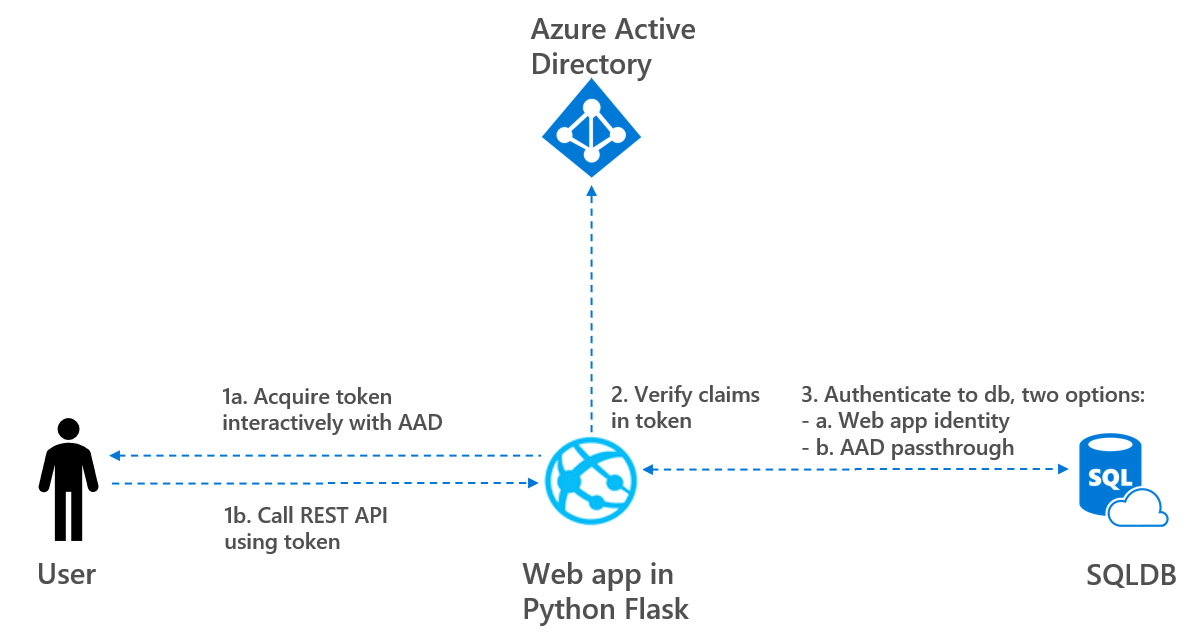 Azure Active
Directory
1a. Acquire token
interactively with AAD
2. Verify claims
in token
3. Authenticate to db, two options:
- a. Web app identity
- b. AAD passthrough
SQL
1b. Call REST API
using token
User
Web app in
Python Flask
SQLDB